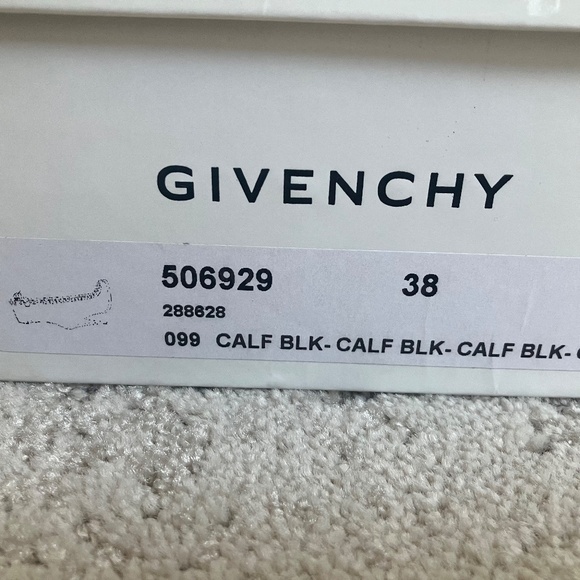 GIVENCHY
506929 38
288628
099 CALF BLK- CALF BLK- CALF BLK-